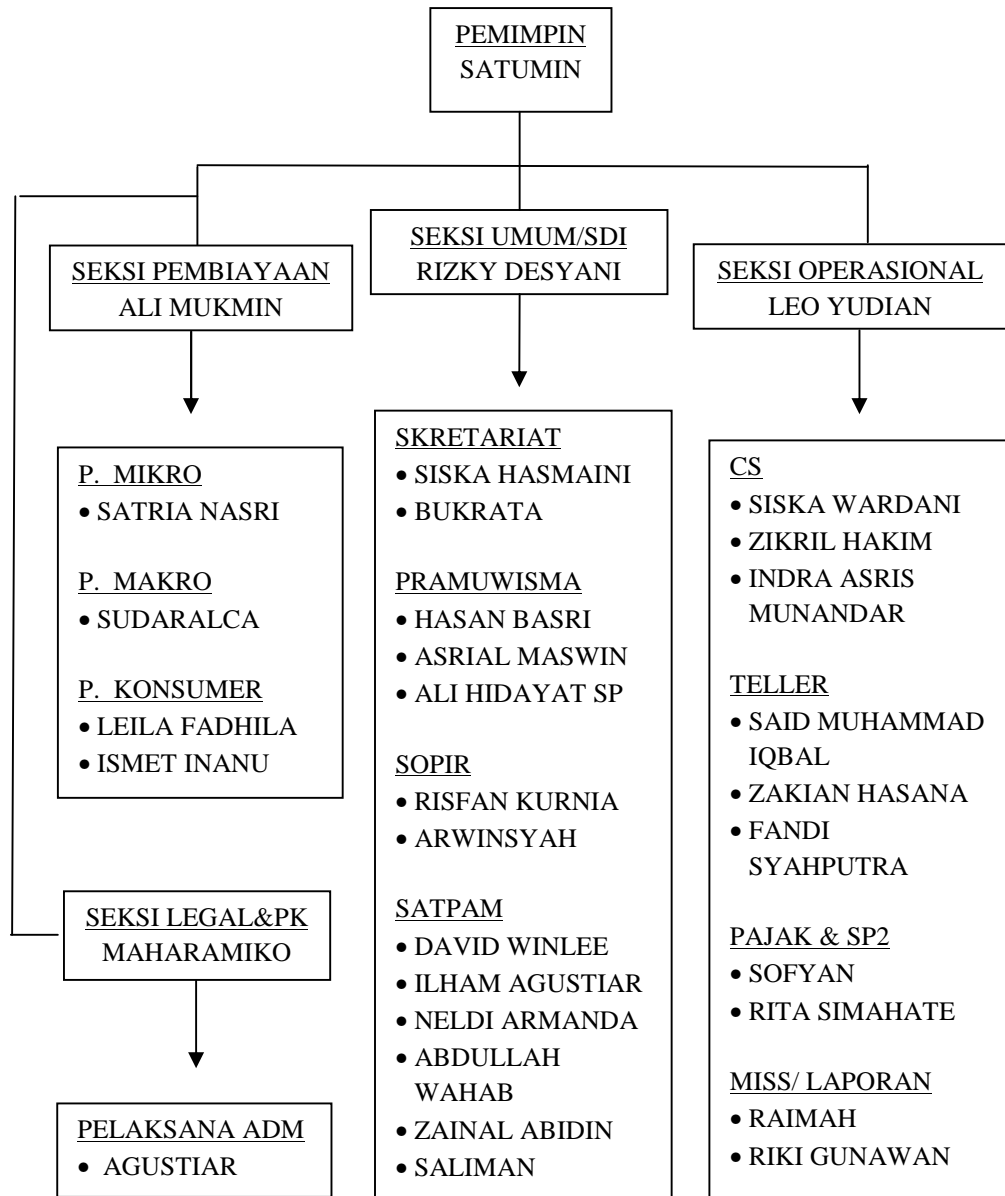 PEMIMPIN
SATUMIN
SEKSI PEMBIAYAAN
ALI MUKMIN
SEKSI UMUM/SDI
RIZKY DESYANI
SEKSI OPERASIONAL
LEO YUDIAN
P. MIKRO
• SATRIA NASRI
P. MAKRO
• SUDARALCA
P. KONSUMER
• LEILA FADHILA
• ISMET INANU
SEKSI LEGAL&PK
MAHARAMIKO
PELAKSANA ADM
• AGUSTIAR
SKRETARIAT
• SISKA HASMAINI
• BUKRATA
PRAMUWISMA
• HASAN BASRI
• ASRIAL MASWIN
• ALI HIDAYAT SP
SOPIR
• RISFAN KURNIA
• ARWINSYAH
SATPAM
• DAVID WINLEE
• ILHAM AGUSTIAR
• NELDI ARMANDA
• ABDULLAH
WAHAB
• ZAINAL ABIDIN
• SALIMAN
CS
• SISKA WARDANI
• ZIKRIL HAKIM
• INDRA ASRIS
MUNANDAR
TELLER
• SAID MUHAMMAD
IQBAL
• ZAKIAN HASANA
• FANDI
SYAHPUTRA
PAJAK & SP2
• SOFYAN
• RITA SIMAHATE
MISS/ LAPORAN
• RAIMAH
• RIKI GUNAWAN